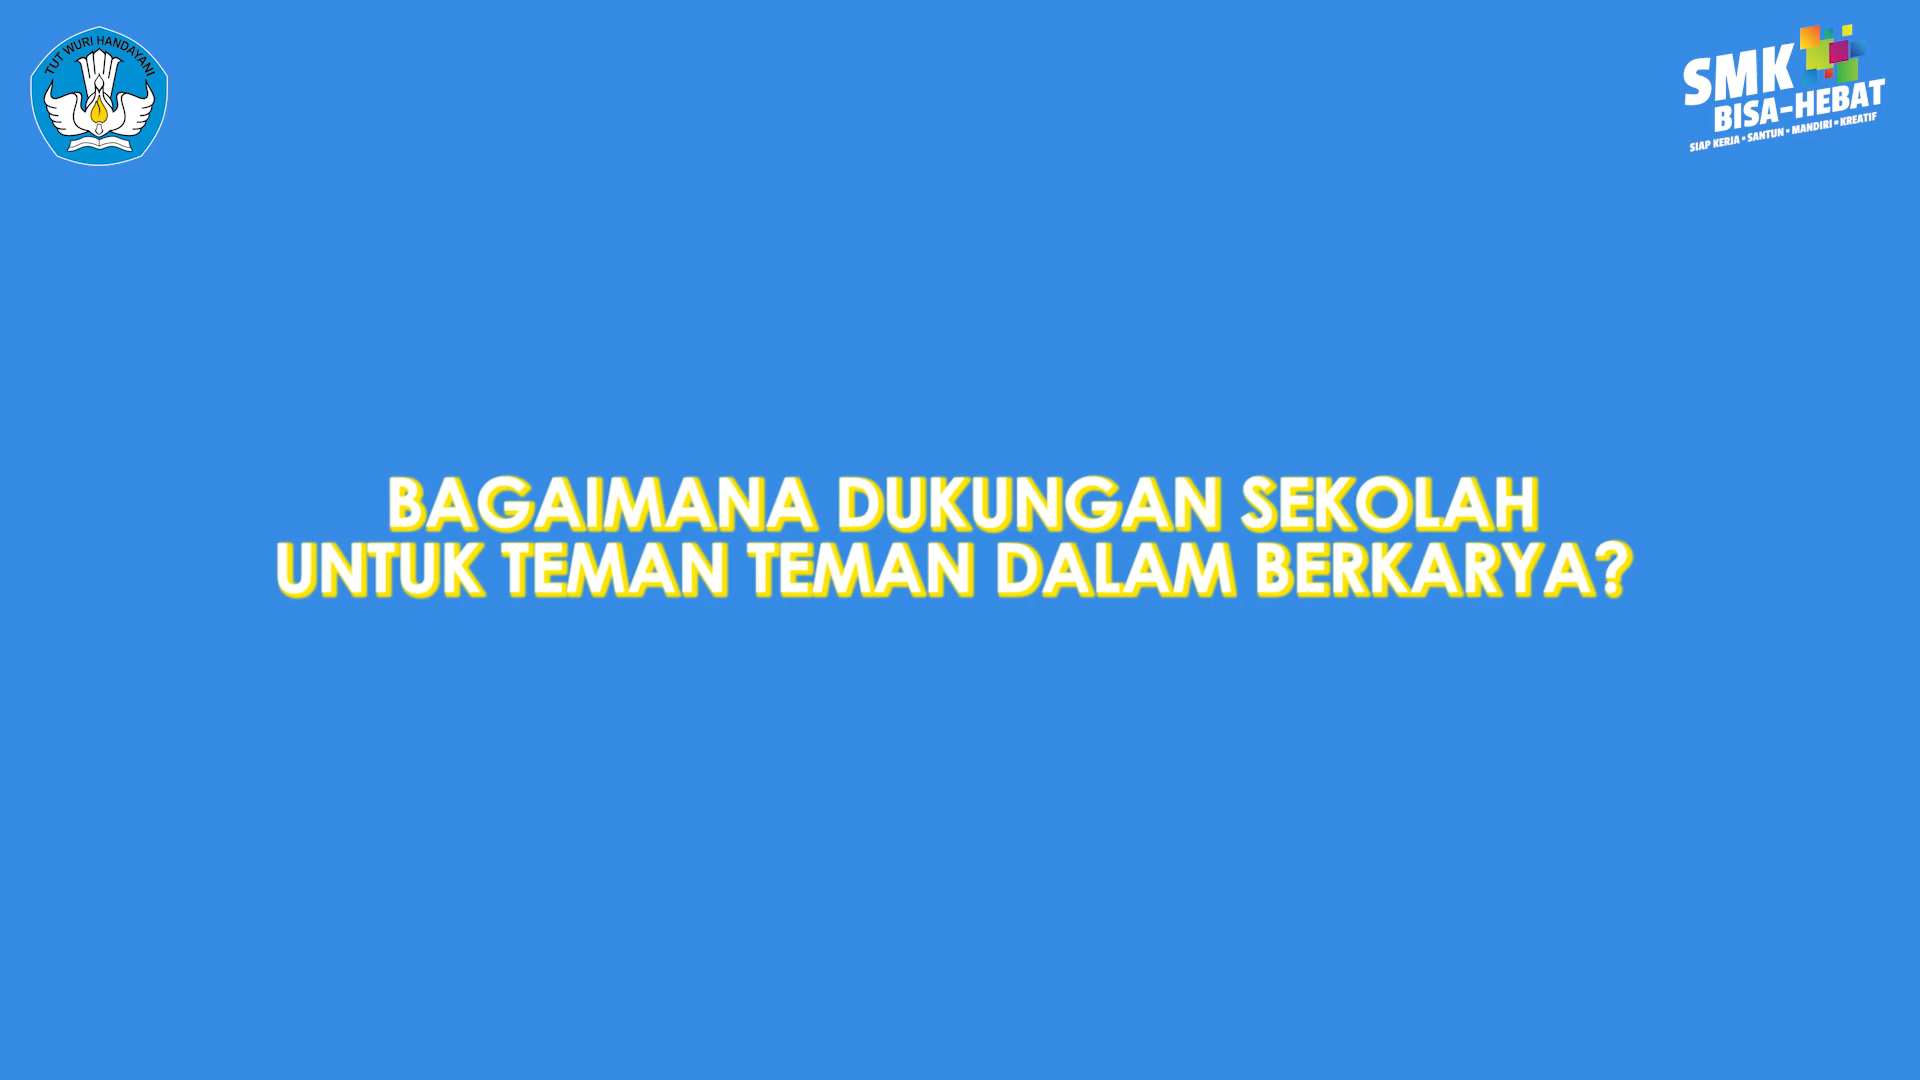 TUT WURI HANDAYANI
SMK
BISA-HEBAT
SIAP KERJA • SANTUN • MANDIRI • KREATIF
BAGAIMANA DUKUNGAN SEKOLAH
UNTUK TEMAN TEMAN DALAM BERKARYA?